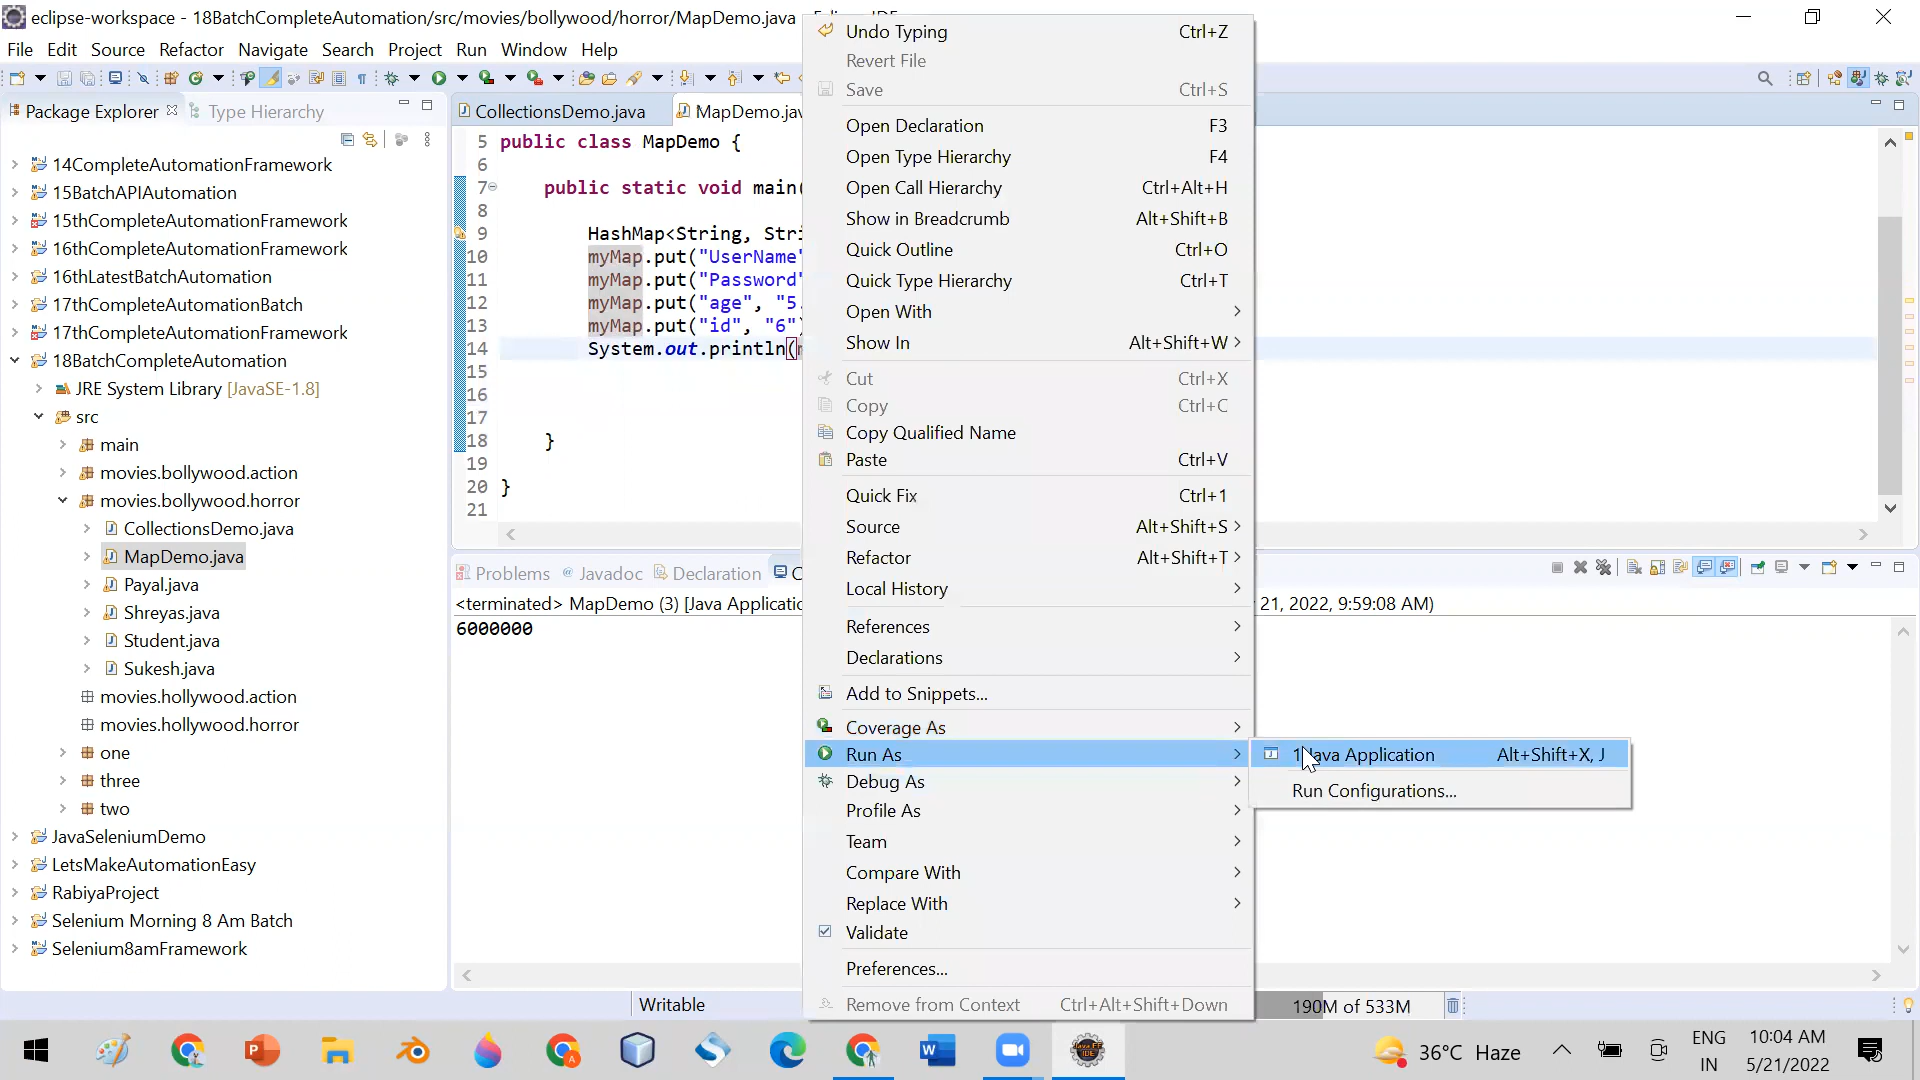 eclipse-workspace - 18BatchCompleteAutomation/src/movies/bollywood/horror/MapDemo.java
File Edit Source Refactor Navigate Search Project Run Window Help
Package Explorer
Type Hierarchy
14CompleteAutomationFramework
15BatchAPIAutomation
15thCompleteAutomationFramework
16thCompleteAutomationFramework
16thLatestBatchAutomation
17thCompleteAutomationBatch
17thCompleteAutomationFramework
18BatchCompleteAutomation
JRE System Library [JavaSE-1.8]
src
main
movies.bollywood.action
movies.bollywood.horror
CollectionsDemo.java
MapDemo.java
Payal.java
Shreyas.java
Student.java
Sukesh.java
movies.hollywood.action
movies.hollywood.horror
one
three
two
JavaSeleniumDemo
LetsMakeAutomationEasy
RabiyaProject
Selenium Morning 8 Am Batch
Selenium8amFramework
CollectionsDemo.java
MapDemo.jav
5 public class MapDemo {
6
7 public static void main(
8
9 HashMap<String, Stri
10 myMap.put("UserName"
11 myMap.put("Password"
12 myMap.put("age", "5
13 myMap.put("id", "6")
14 System.out.println(
15
16
17
18 }
19
20 }
21
Problems
Javadoc
Declaration
C
<terminated> MapDemo (3) [Java Applicatio
21, 2022, 9:59:08 AM)
6000000
Undo Typing Ctrl+Z
Revert File
Save Ctrl+S
Open Declaration F3
Open Type Hierarchy F4
Open Call Hierarchy Ctrl+Alt+H
Show in Breadcrumb Alt+Shift+B
Quick Outline Ctrl+O
Quick Type Hierarchy Ctrl+T
Open With
Show In Alt+Shift+W
Cut Ctrl+X
Copy Ctrl+C
Copy Qualified Name
Paste Ctrl+V
Quick Fix Ctrl+1
Source Alt+Shift+S
Refactor Alt+Shift+T
Local History
References
Declarations
Add to Snippets...
Coverage As
Run As
Debug As
Profile As
Team
Compare With
Replace With
Validate
Preferences...
Remove from Context Ctrl+Alt+Shift+Down
1 Java Application Alt+Shift+X, J
Run Configurations...
Writable
190M of 533M
36°C Haze
ENG
IN
10:04 AM
5/21/2022